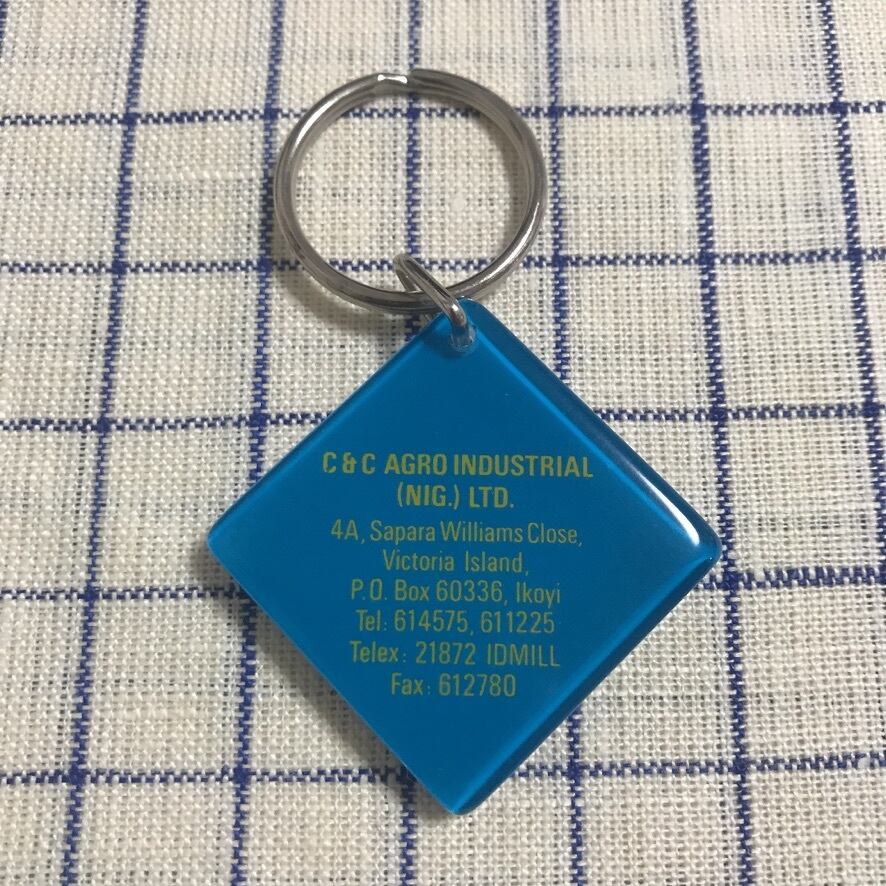 C & C AGRO INDUSTRIAL
(NIG.) LTD.
4A, Sapara Williams Close,
Victoria Island,
P.O. Box 60336, Ikoyi
Tel: 614575, 611225
Telex: 21872 IDMILL
Fax: 612780